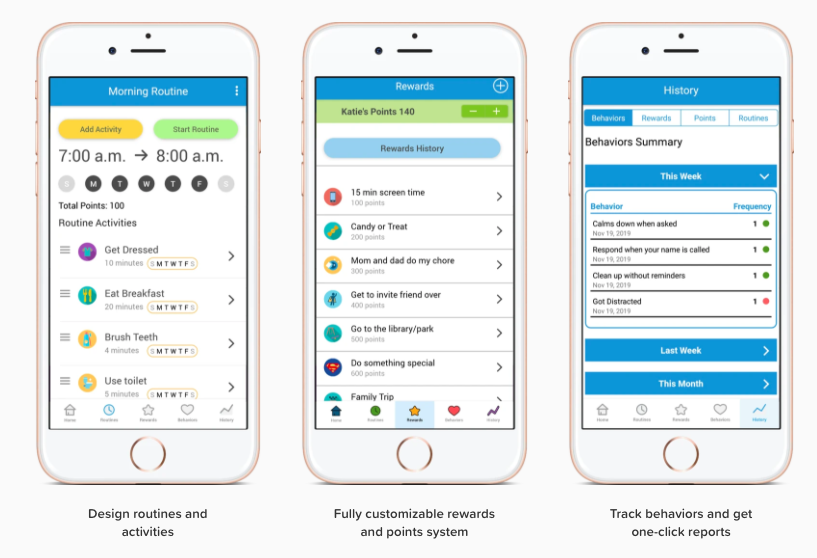 Morning Routine
Add Activity
Start Routine
7:00 a.m. → 8:00 a.m.
S M T W T F S
Total Points: 100
Routine Activities
Get Dressed
10 minutes S M T W T F S
Eat Breakfast
20 minutes S M T W T F S
Brush Teeth
4 minutes S M T W T F S
Use toilet
5 minutes S M T W T F S
Home Routines Rewards Behaviors History
Design routines and
activities
Rewards
Katie's Points 140 − +
Rewards History
15 min screen time
100 points
Candy or Treat
200 points
Mom and dad do my chore
300 points
Get to invite friend over
400 points
Go to the library/park
500 points
Do something special
600 points
Family Trip
Home Routines Rewards Behaviors History
Fully customizable rewards
and points system
History
Behaviors Rewards Points Routines
Behaviors Summary
This Week
Behavior Frequency
Calms down when asked 1
Nov 19, 2019
Respond when your name is called 1
Nov 19, 2019
Clean up without reminders 1
Nov 19, 2019
Got Distracted 1
Nov 19, 2019
Last Week
This Month
Home Routines Rewards Behaviors History
Track behaviors and get
one-click reports